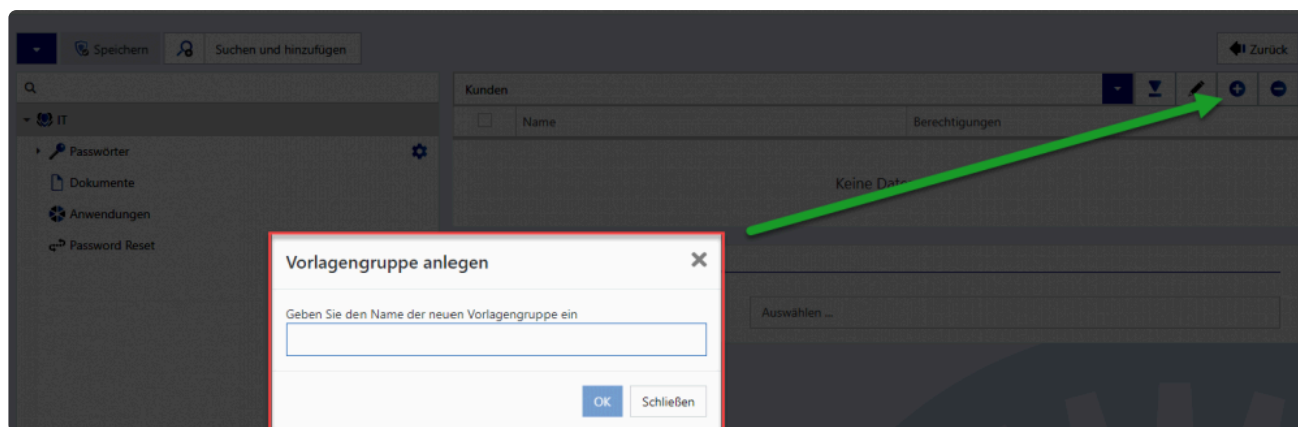 Speichern Suchen und hinzufügen Zurück
Kunden
IT
Name Berechtigungen
Passwörter
Dokumente
Keine
Anwendungen
Password Reset
Vorlagengruppe anlegen
Geben Sie den Name der neuen Vorlagengruppe ein
Auswählen ...
OK Schließen